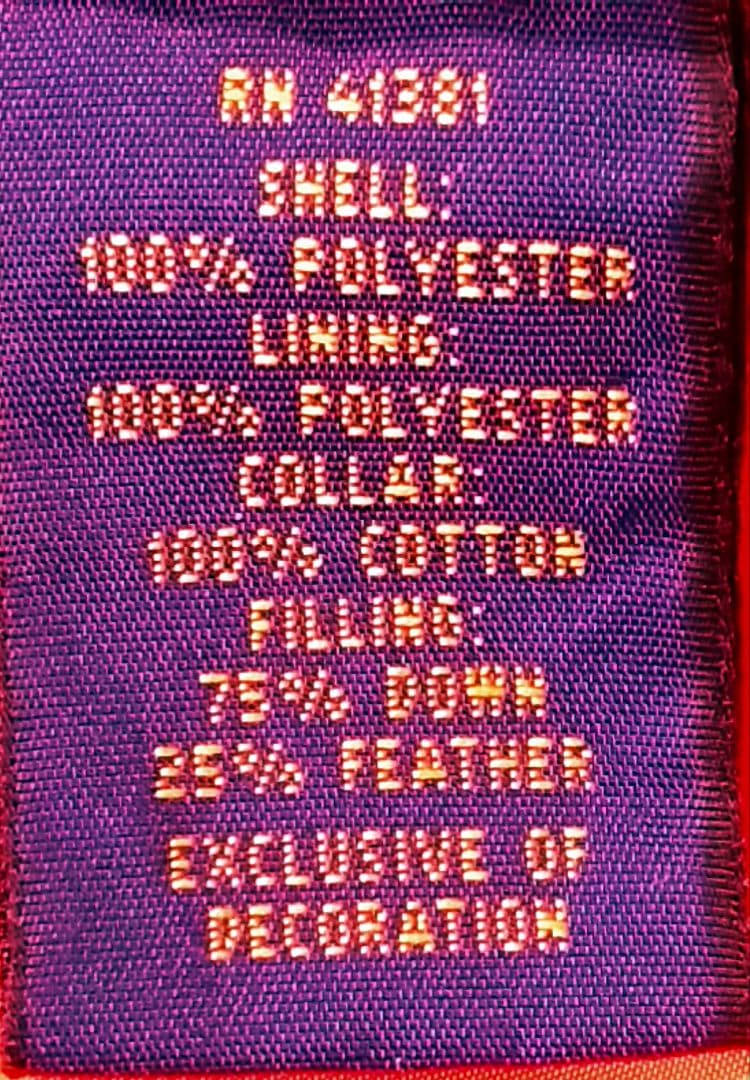 RN 41381
SHELL:
100% POLYESTER
LINING:
100% POLYESTER
COLLAR:
100% COTTON
FILLING:
75% DOWN
25% FEATHER
EXCLUSIVE OF
DECORATION